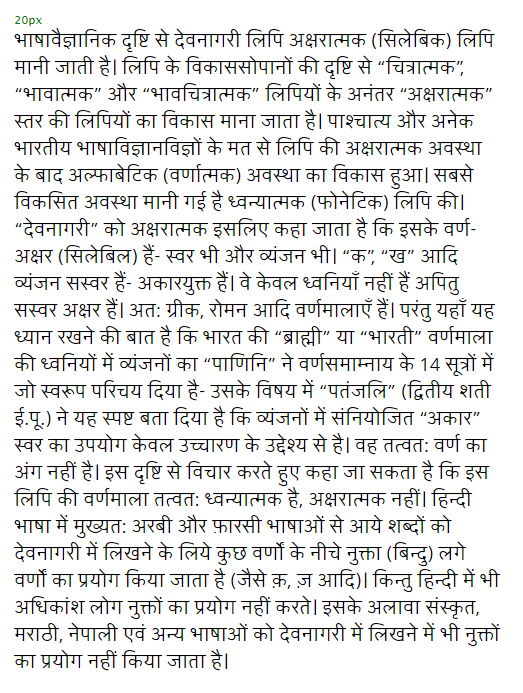 20px
भाषावैज्ञानिक दृष्टि से देवनागरी लिपि अक्षरात्मक (सिलेबिक) लिपि
मानी जाती है। लिपि के विकाससोपानों की दृष्टि से “चित्रात्मक”,
“भावात्मक” और “भावचित्रात्मक” लिपियों के अनंतर “अक्षरात्मक”
स्तर की लिपियों का विकास माना जाता है। पाश्चात्य और अनेक
भारतीय भाषाविज्ञानविज्ञों के मत से लिपि की अक्षरात्मक अवस्था
के बाद अल्फाबेटिक (वर्णात्मक) अवस्था का विकास हुआ। सबसे
विकसित अवस्था मानी गई है ध्वन्यात्मक (फोनेटिक) लिपि की।
“देवनागरी” को अक्षरात्मक इसलिए कहा जाता है कि इसके वर्ण-
अक्षर (सिलेबिल) हैं- स्वर भी और व्यंजन भी। “क”, “ख” आदि
व्यंजन सस्वर हैं- अकारयुक्त हैं। वे केवल ध्वनियाँ नहीं हैं अपितु
सस्वर अक्षर हैं। अत: ग्रीक, रोमन आदि वर्णमालाएँ हैं। परंतु यहाँ यह
ध्यान रखने की बात है कि भारत की “ब्राह्मी” या “भारती” वर्णमाला
की ध्वनियों में व्यंजनों का “पाणिनि” ने वर्णसमाम्नाय के 14 सूत्रों में
जो स्वरूप परिचय दिया है- उसके विषय में “पतंजलि” (द्वितीय शती
ई.पू.) ने यह स्पष्ट बता दिया है कि व्यंजनों में संनियोजित “अकार”
स्वर का उपयोग केवल उच्चारण के उद्देश्य से है। वह तत्वत: वर्ण का
अंग नहीं है। इस दृष्टि से विचार करते हुए कहा जा सकता है कि इस
लिपि की वर्णमाला तत्वत: ध्वन्यात्मक है, अक्षरात्मक नहीं। हिन्दी
भाषा में मुख्यत: अरबी और फ़ारसी भाषाओं से आये शब्दों को
देवनागरी में लिखने के लिये कुछ वर्णों के नीचे नुक्ता (बिन्दु) लगे
वर्णों का प्रयोग किया जाता है (जैसे क़, ज़ आदि)। किन्तु हिन्दी में भी
अधिकांश लोग नुक्तों का प्रयोग नहीं करते। इसके अलावा संस्कृत,
मराठी, नेपाली एवं अन्य भाषाओं को देवनागरी में लिखने में भी नुक्तों
का प्रयोग नहीं किया जाता है।